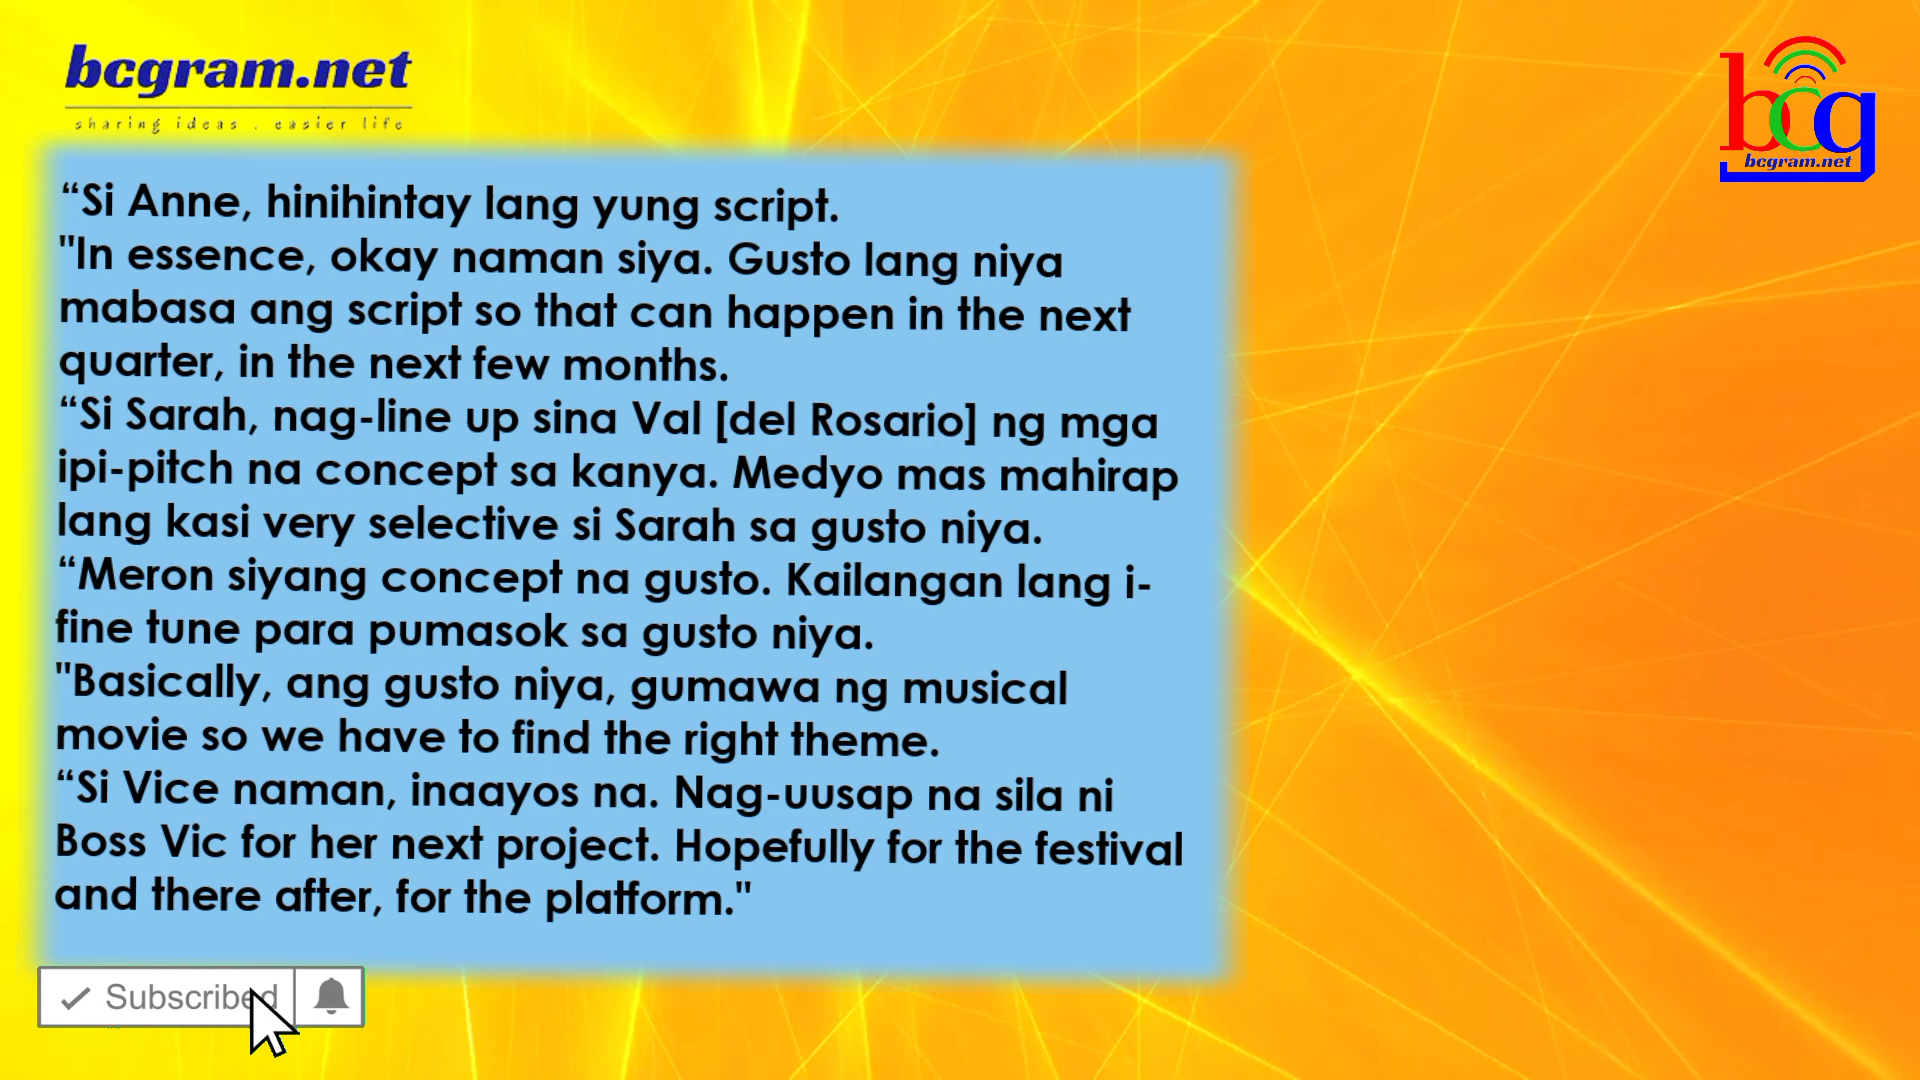 bcgram.net
sharing ideas . easier life
bcg
bcgram.net
“Si Anne, hinihintay lang yung script.
"In essence, okay naman siya. Gusto lang niya
mabasa ang script so that can happen in the next
quarter, in the next few months.
“Si Sarah, nag-line up sina Val [del Rosario] ng mga
ipi-pitch na concept sa kanya. Medyo mas mahirap
lang kasi very selective si Sarah sa gusto niya.
“Meron siyang concept na gusto. Kailangan lang i-
fine tune para pumasok sa gusto niya.
"Basically, ang gusto niya, gumawa ng musical
movie so we have to find the right theme.
“Si Vice naman, inaayos na. Nag-uusap na sila ni
Boss Vic for her next project. Hopefully for the festival
and there after, for the platform."
Subscribed